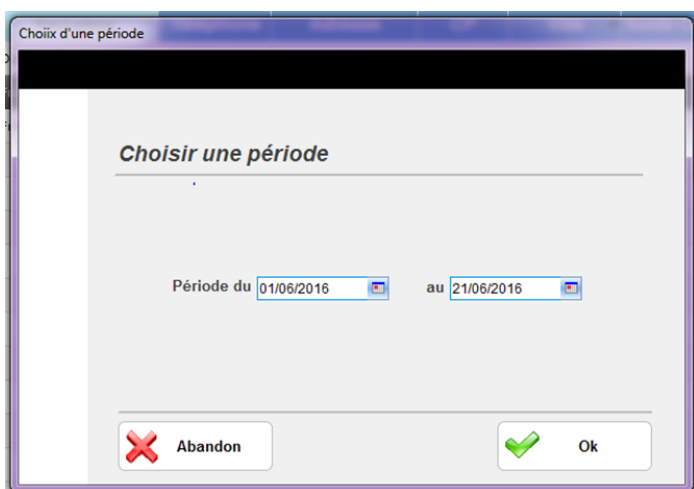 Choiix d'une période
Choisir une période
Période du 01/06/2016 au 21/06/2016
Abandon Ok